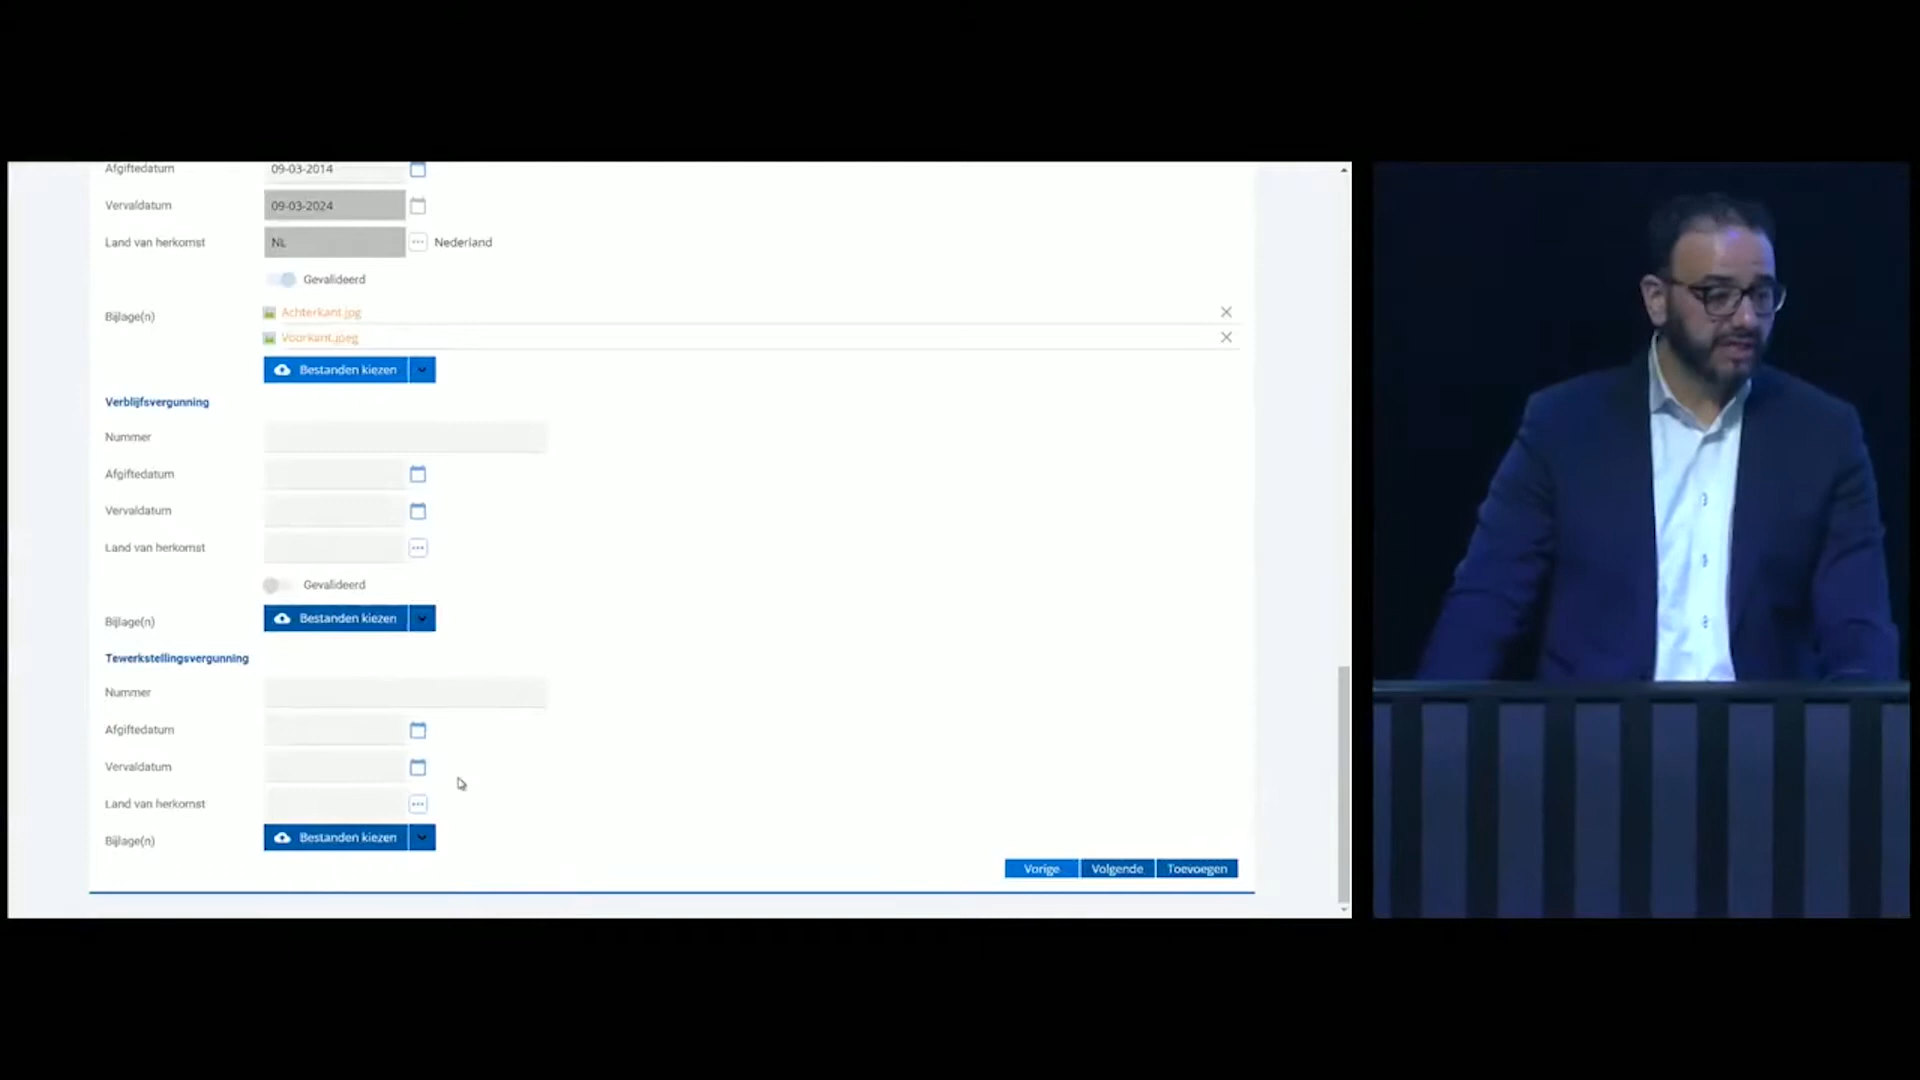 Afgiftedatum 09-03-2014
Vervaldatum 09-03-2024
Land van herkomst NL ... Nederland
Gevalideerd
Bijlage(n) Achterkant.jpg
Voorkant.jpeg
Bestanden kiezen
Verblijfsvergunning
Nummer
Afgiftedatum
Vervaldatum
Land van herkomst ...
Gevalideerd
Bijlage(n) Bestanden kiezen
Tewerkstellingsvergunning
Nummer
Afgiftedatum
Vervaldatum
Land van herkomst ...
Bijlage(n) Bestanden kiezen
Vorige Volgende Toevoegen